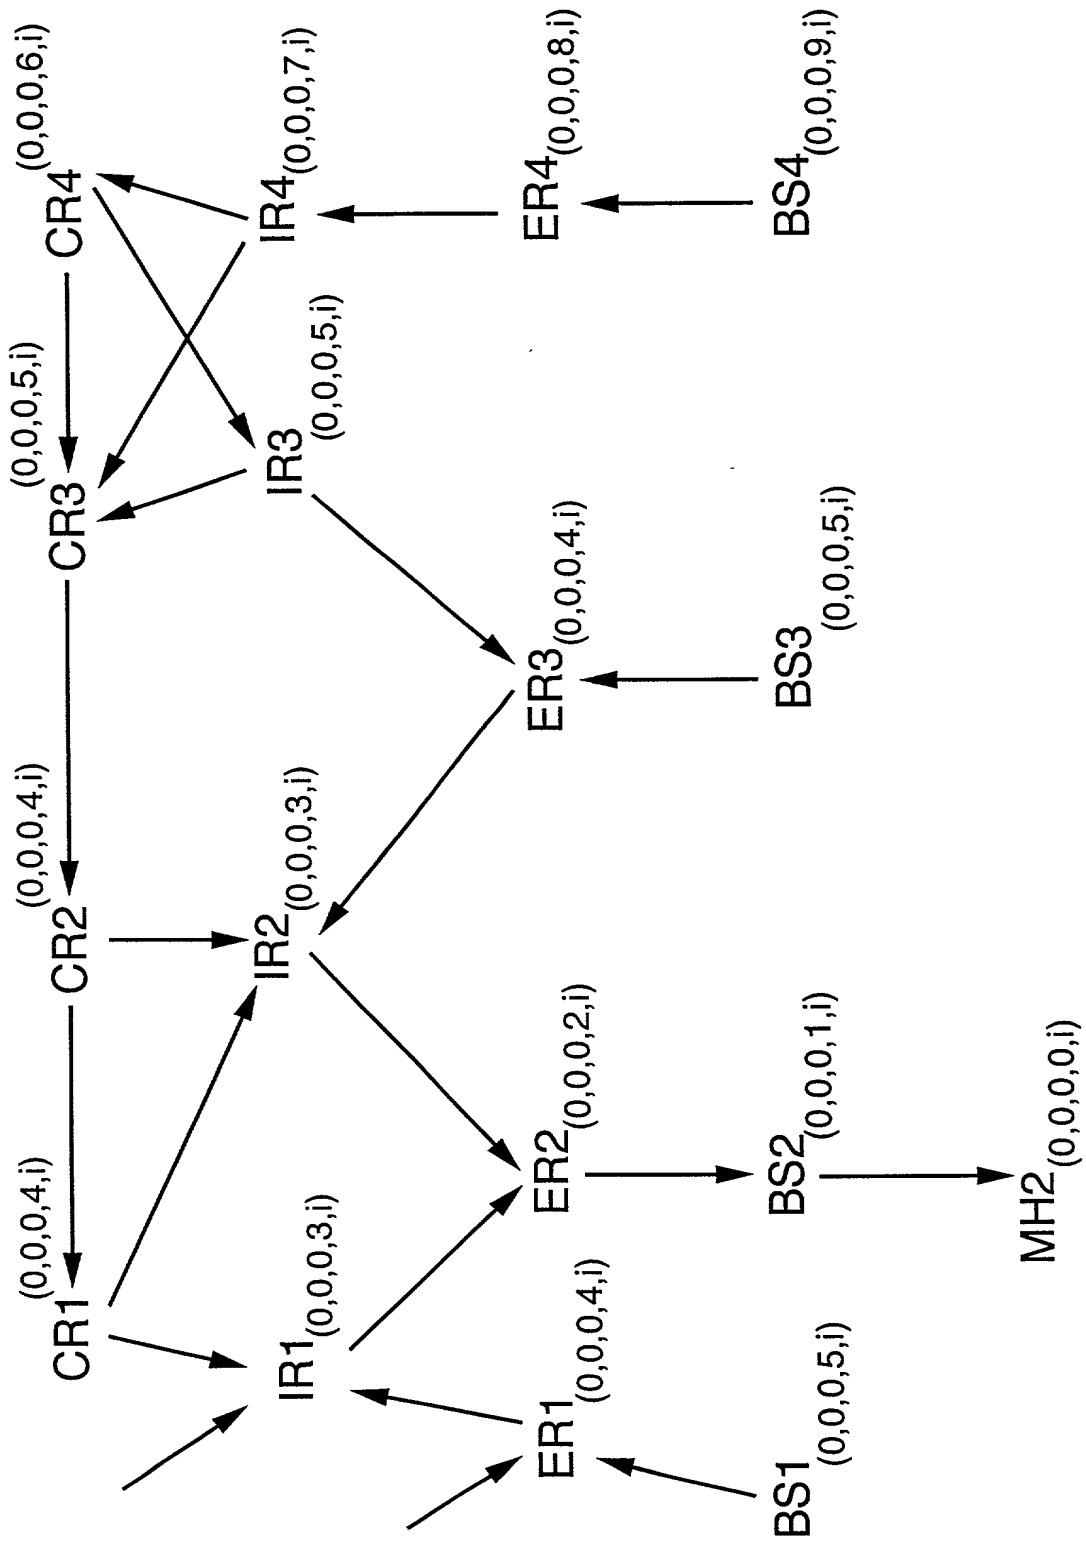 CR1 (0,0,0,4,i)
CR2 (0,0,0,4,i)
CR3 (0,0,0,5,i)
CR4 (0,0,0,6,i)
IR1 (0,0,0,3,i)
IR2 (0,0,0,3,i)
IR3 (0,0,0,5,i)
IR4 (0,0,0,7,i)
ER1 (0,0,0,4,i)
ER2 (0,0,0,2,i)
ER3 (0,0,0,4,i)
ER4 (0,0,0,8,i)
BS1 (0,0,0,5,i)
BS2 (0,0,0,1,i)
BS3 (0,0,0,5,i)
BS4 (0,0,0,9,i)
MH2 (0,0,0,0,i)